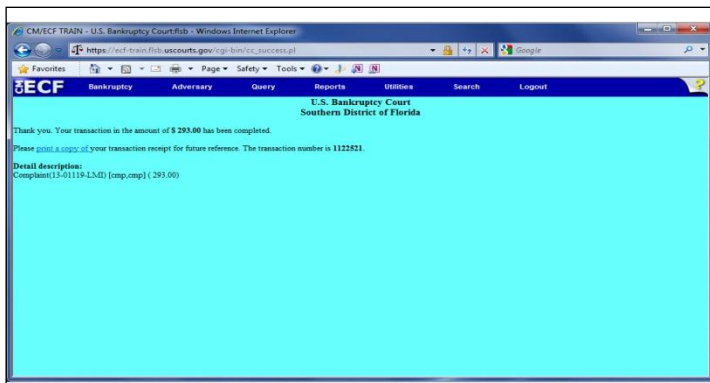 CM/ECF TRAIN - U.S. Bankruptcy Court:flsb - Windows Internet Explorer
https://ecf-train.flsb.uscourts.gov/cgi-bin/cc_success.pl
Google
Favorites Page Safety Tools
CM ECF Bankruptcy Adversary Query Reports Utilities Search Logout ?
U.S. Bankruptcy Court
Southern District of Florida
Thank you. Your transaction in the amount of $ 293.00 has been completed.
Please print a copy of your transaction receipt for future reference. The transaction number is 1122521.
Detail description:
Complaint(13-01119-LMI) [cmp,cmp] ( 293.00)